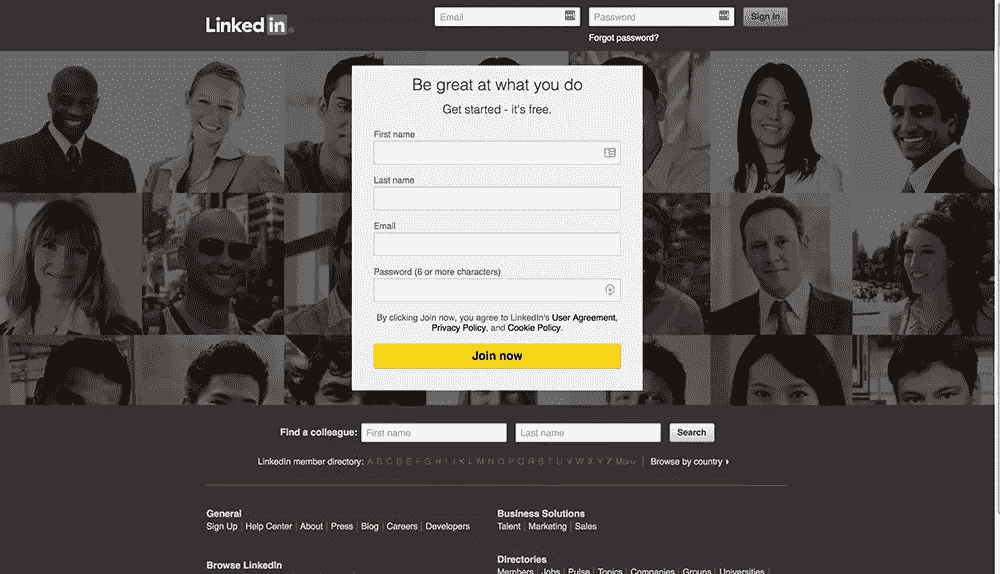 Linked in
Email
Password
Sign in
Forgot password?
Be great at what you do
Get started - it's free.
First name
Last name
Email
Password (6 or more characters)
By clicking Join now, you agree to LinkedIn's User Agreement,
Privacy Policy, and Cookie Policy.
Join now
Find a colleague: First name Last name Search
LinkedIn member directory: A B C D E F G H I J K L M N O P Q R S T U V W X Y Z More | Browse by country ›
General
Sign Up | Help Center | About | Press | Blog | Careers | Developers
Business Solutions
Talent | Marketing | Sales
Browse LinkedIn
Directories
Members | Jobs | Pulse | Topics | Companies | Groups | Universities |